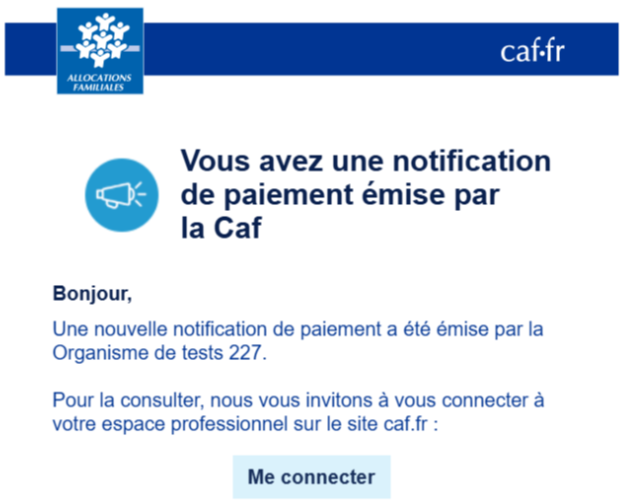 caf.fr
ALLOCATIONS
FAMILIALES
Vous avez une notification
de paiement émise par
la Caf
Bonjour,
Une nouvelle notification de paiement a été émise par la
Organisme de tests 227.
Pour la consulter, nous vous invitons à vous connecter à
votre espace professionnel sur le site caf.fr :
Me connecter